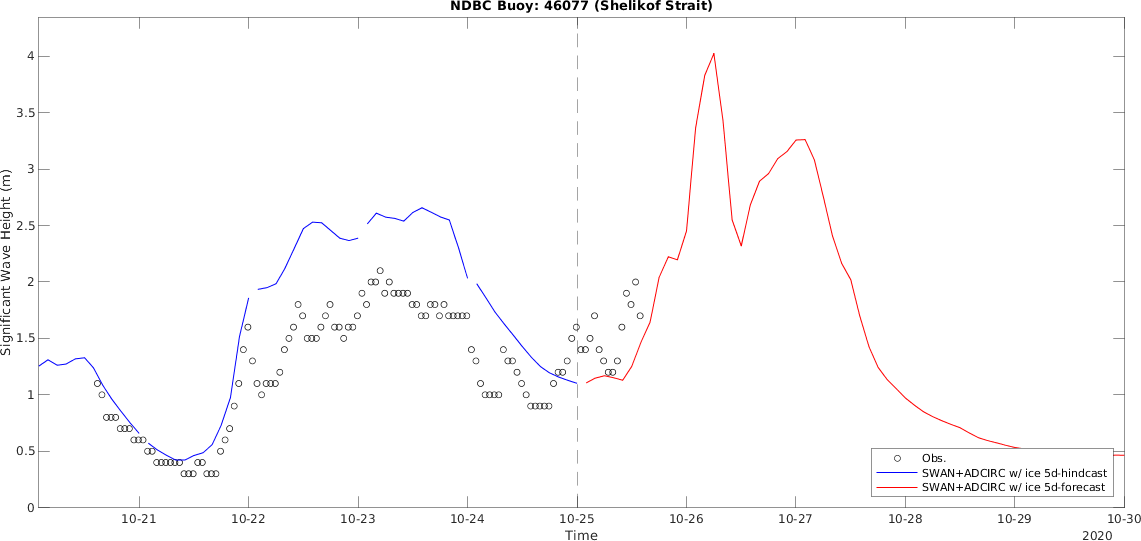 NDBC Buoy: 46077 (Shelikof Strait)
Significant Wave Height (m)
4
3.5
3
2.5
2
1.5
1
0.5
0
Obs.
SWAN+ADCIRC w/ ice 5d-hindcast
SWAN+ADCIRC w/ ice 5d-forecast
10-21 10-22 10-23 10-24 10-25 10-26 10-27 10-28 10-29 10-30
Time
2020